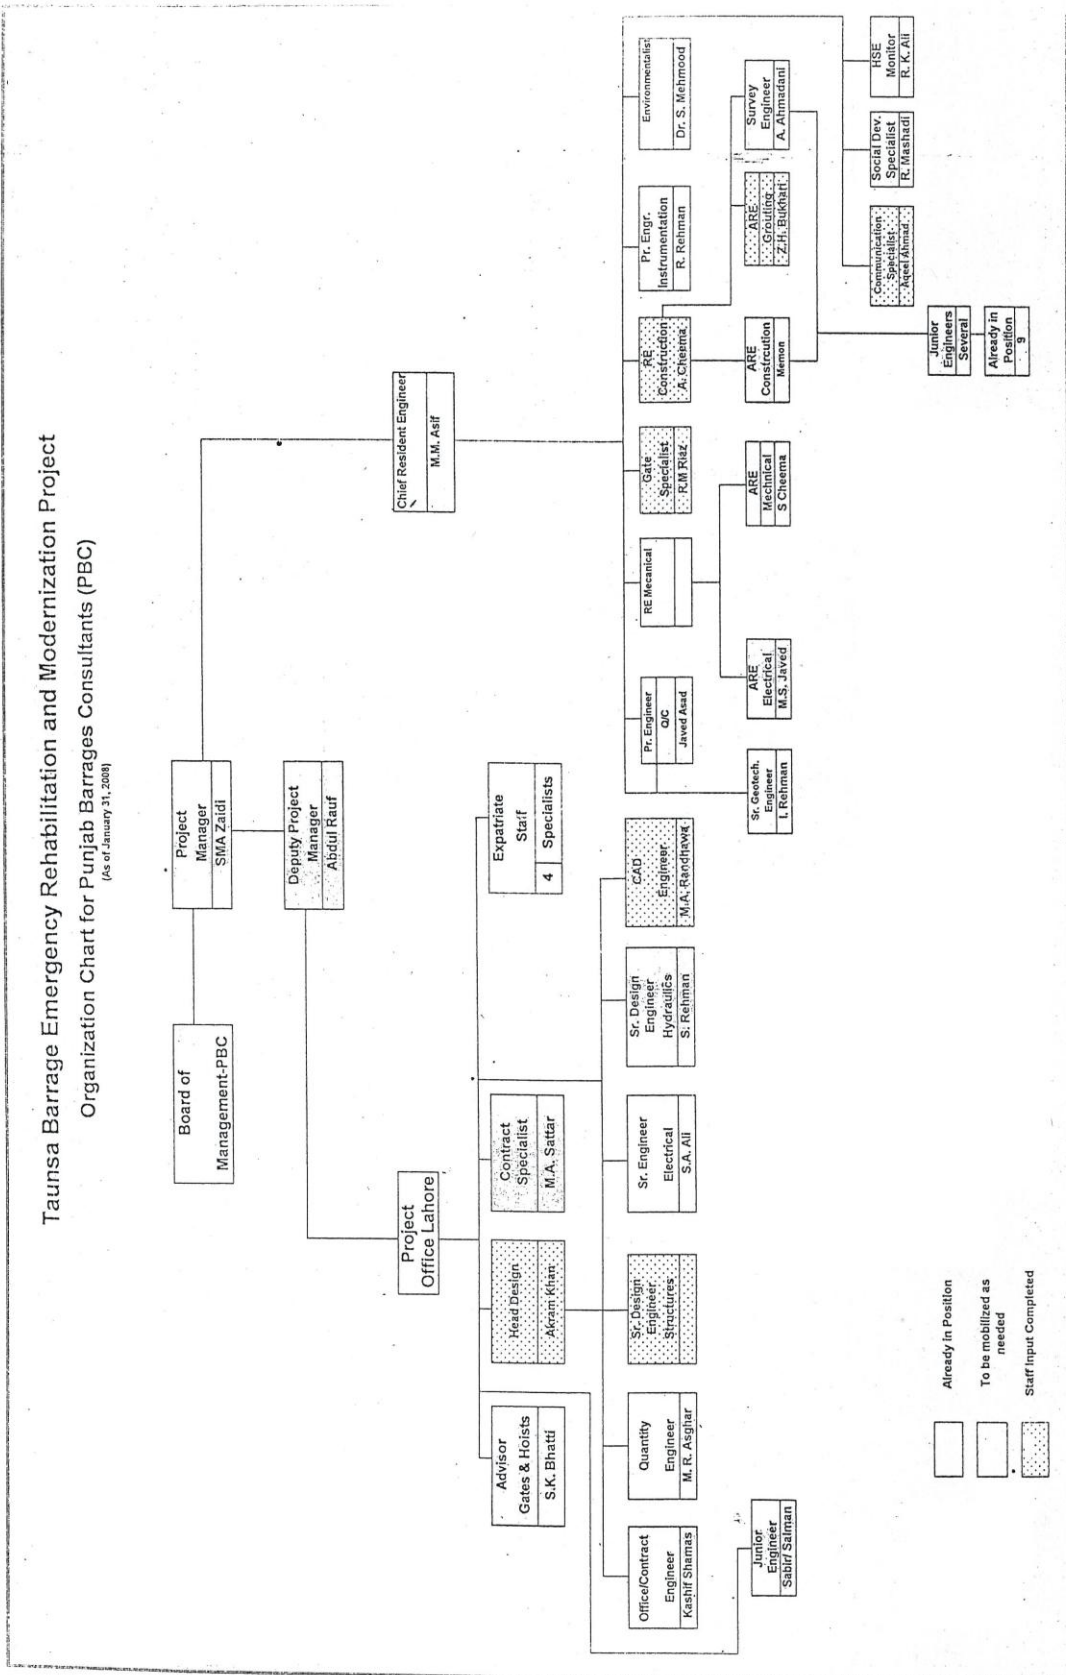 Taunsa Barrage Emergency Rehabilitation and Modernization Project
Organization Chart for Punjab Barrages Consultants (PBC)
(As of January 31, 2008)
Board of
Management-PBC
Project
Manager
SMA Zaidi
Deputy Project
Manager
Abdul Rauf
Project
Office Lahore
Chief Resident Engineer
M.M. Asif
Advisor
Gates & Hoists
S.K. Bhatti
Head Design
Akram Khan
Contract
Specialist
M.A. Sattar
Expatriate
Staff
4 Specialists
Office/Contract
Engineer
Kashif Shamas
Quantity
Engineer
M. R. Asghar
Sr. Design
Engineer
Structures
Sr. Engineer
Electrical
S.A. Ali
Sr. Design
Engineer
Hydraulics
S. Rehman
CAD
Engineer
M.A. Randhawa
Junior
Engineer
Sabir/ Salman
Pr. Engineer
Q/C
Javed Asad
RE Mecanical
Gate
Specialist
R.M Riaz
RE
Construction
A. Cheema
Pr. Engr.
Instrumentation
R. Rehman
Environmentalist
Dr. S. Mehmood
Sr. Geotech.
Engineer
I. Rehman
ARE
Electrical
M.S. Javed
ARE
Mechnical
S Cheema
ARE
Constrcution
Memon
ARE
Grouting
Z.H. Bukhari
Survey
Engineer
A. Ahmadani
Communication
Specialist
Aqeel Ahmad
Social Dev.
Specialist
R. Mashadi
HSE
Monitor
R. K. Ali
Junior
Engineers
Several
Already in
Position
9
Already in Position
To be mobilized as
needed
Staff Input Completed